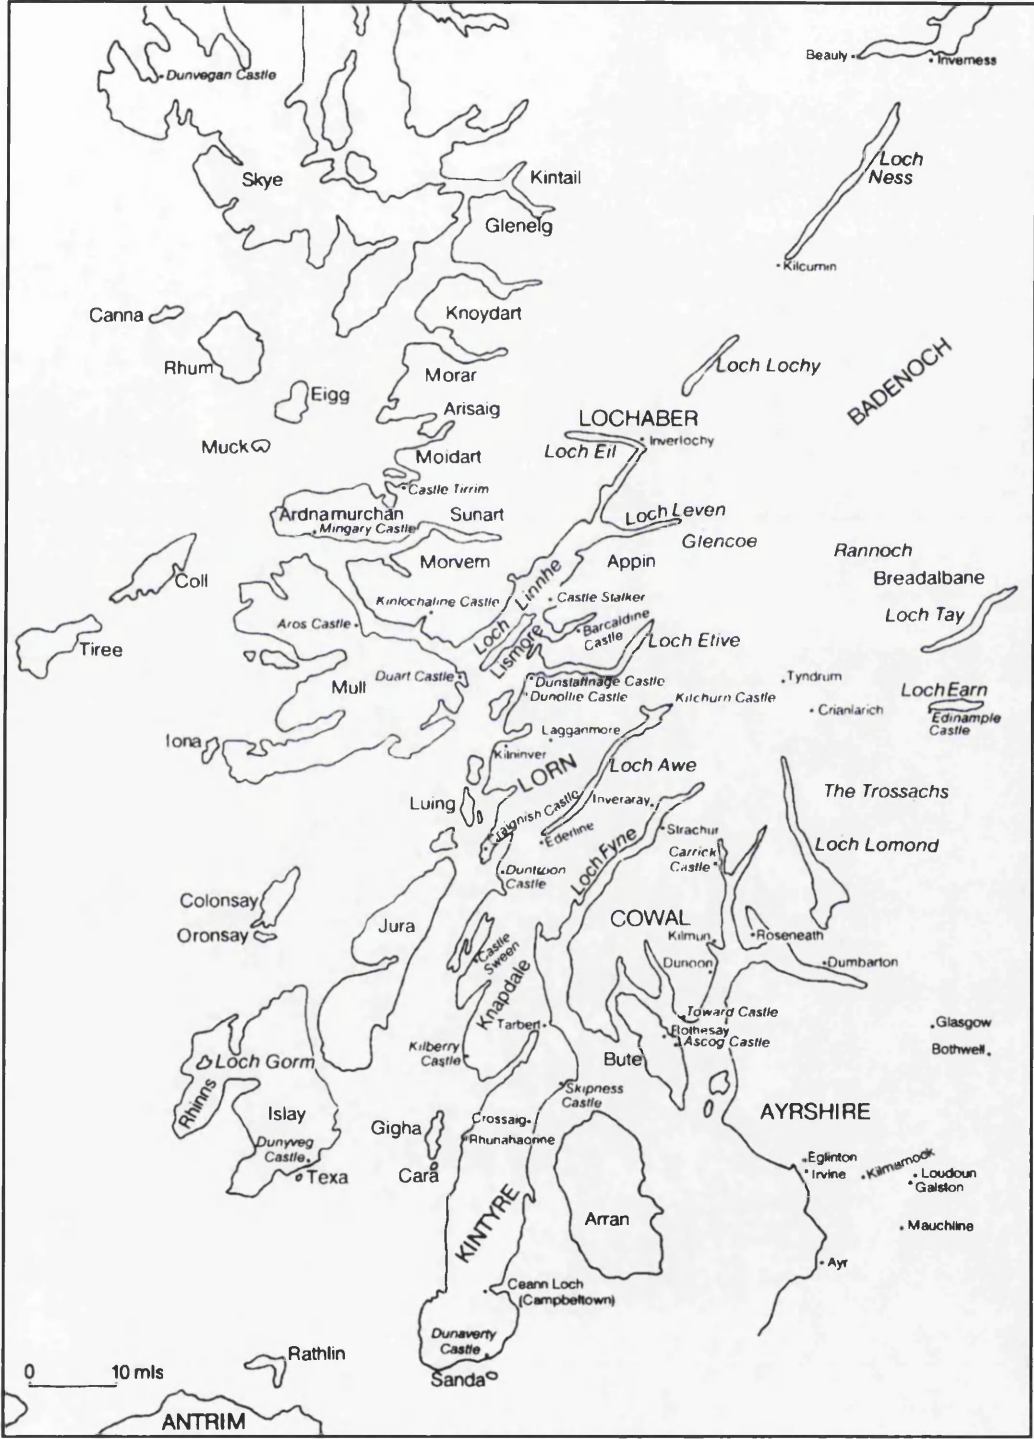 Beauly
Inverness
Dunvegan Castle
Loch
Ness
Skye
Kintail
Glenelg
Kilcumin
Canna
Knoydart
Rhum
Loch Lochy
BADENOCH
Morar
Eigg
Arisaig
LOCHABER
Muck
Inverlochy
Loch Eil
Moidart
Castle Tirrim
Ardnamurchan
Sunart
Loch Leven
Mingary Castle
Glencoe
Rannoch
Morvern
Appin
Coll
Breadalbane
Loch Linnhe
Kinlochaline Castle
Castle Stalker
Loch Tay
Aros Castle
Barcaldine
Castle
Tiree
Lismore
Loch Etive
Duart Castle
Dunstaffnage Castle
Tyndrum
Mull
Dunollie Castle
Kilchurn Castle
Loch Earn
Crianlarich
Edinample
Castle
Lagganmore
Iona
Kilninver
LORN
Loch Awe
The Trossachs
Luing
Craignish Castle
Inveraray
Ederline
Strachur
Loch Fyne
Carrick
Castle
Loch Lomond
Duntroon
Castle
Colonsay
COWAL
Jura
Oronsay
Kilmun
Roseneath
Castle
Sween
Dunoon
Dumbarton
Knapdale
Toward Castle
Tarbert
Rothesay
Glasgow
Ascog Castle
Kilberry
Castle
Bute
Bothwell
Loch Gorm
Rhinns
Skipness
Castle
Islay
AYRSHIRE
Gigha
Crossaig
Dunyveg
Castle
Rhunahaorine
Eglinton
Kilmarnock
Texa
Cara
Irvine
Loudoun
Galston
KINTYRE
Arran
Mauchline
Ayr
Ceann Loch
(Campbeltown)
Dunaverty
Castle
Rathlin
0 10 mls
Sanda
ANTRIM